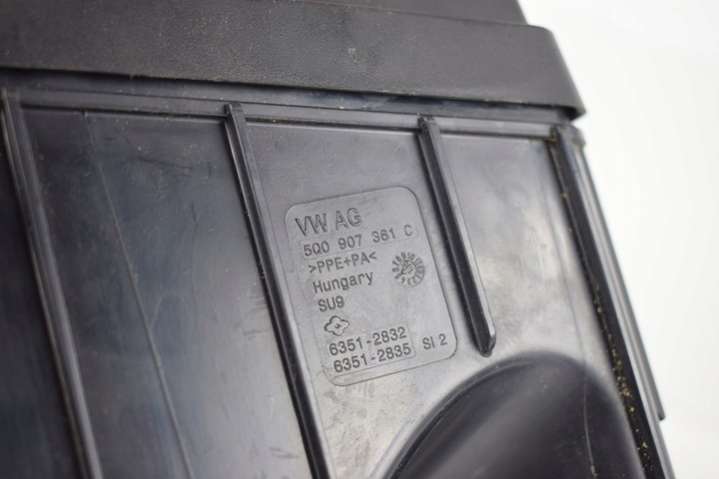 VW AG
5Q0 907 361 C
>PPE+PA<
Hungary
SU9
6351-2832
6351-2835 SI 2